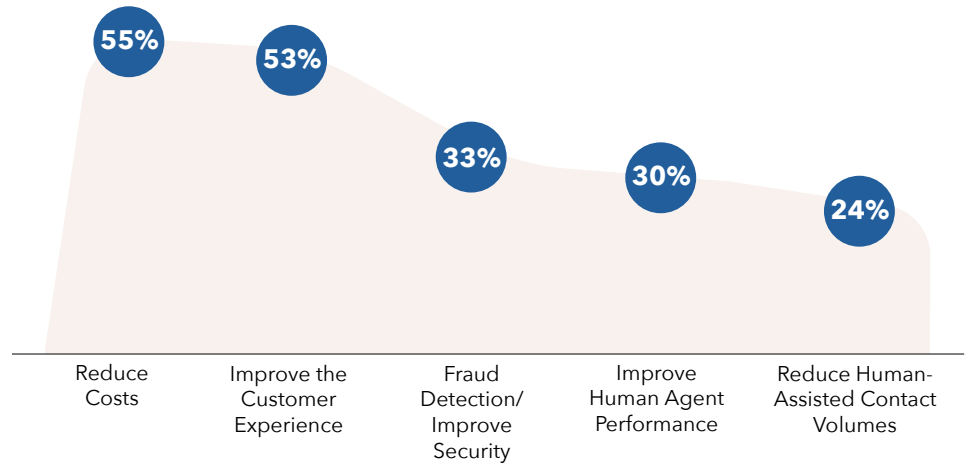 55%
53%
33%
30%
24%
Reduce
Costs
Improve the
Customer
Experience
Fraud
Detection/
Improve
Security
Improve
Human Agent
Performance
Reduce Human-
Assisted Contact
Volumes